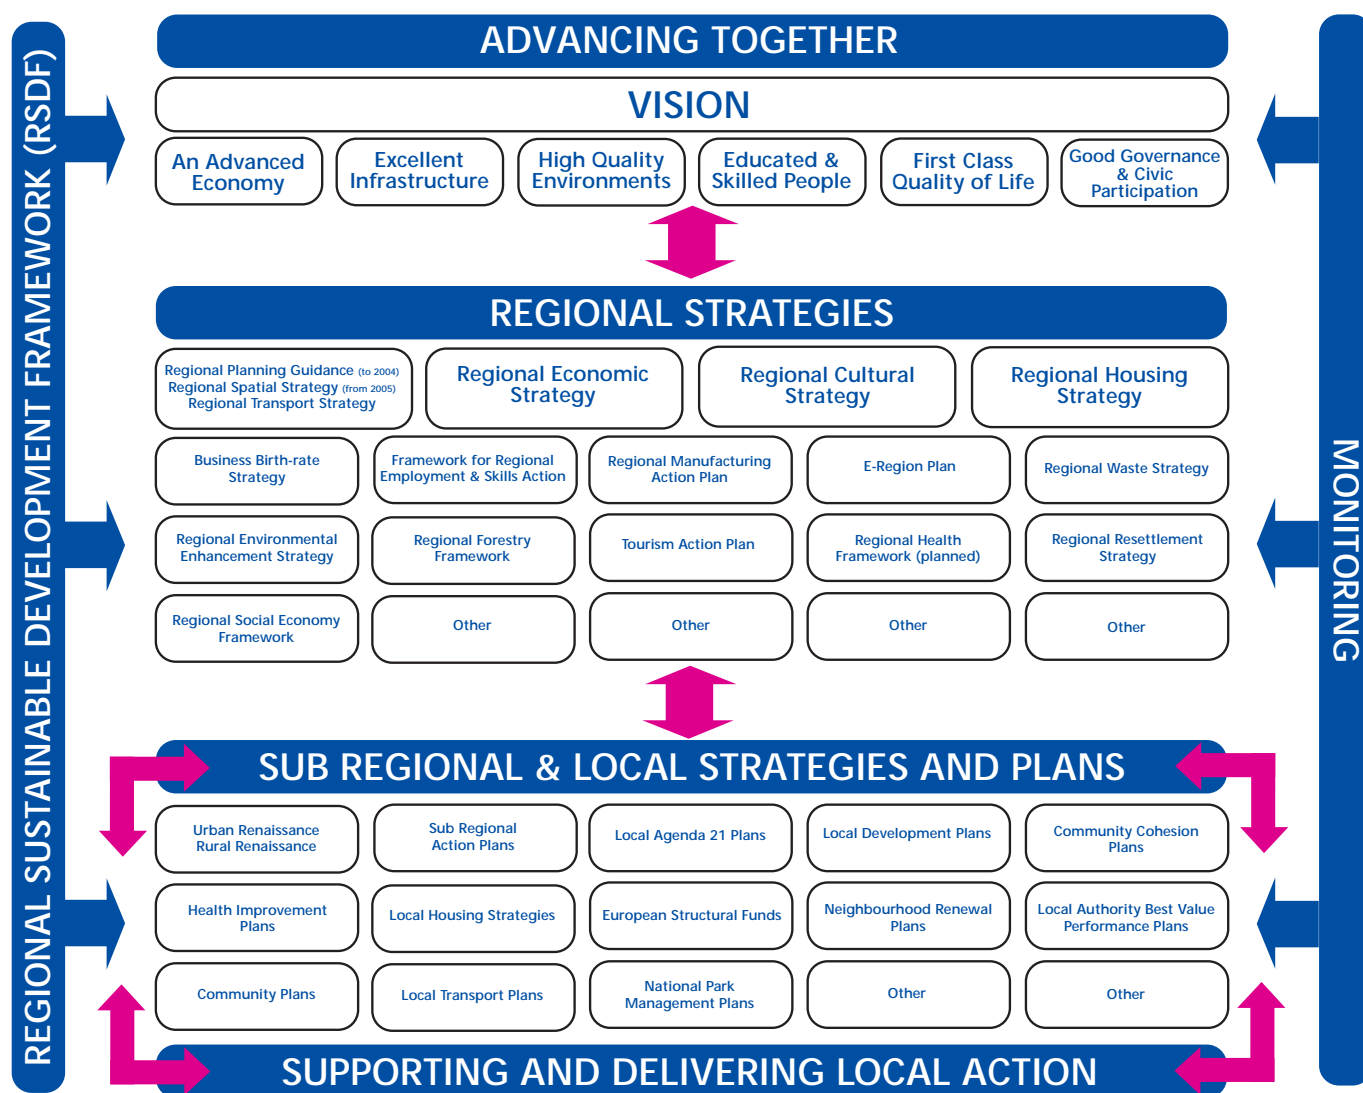 REGIONAL SUSTAINABLE DEVELOPMENT FRAMEWORK (RSDF)
ADVANCING TOGETHER
VISION
An Advanced
Economy
Excellent
Infrastructure
High Quality
Environments
Educated &
Skilled People
First Class
Quality of Life
Good Governance
& Civic
Participation
REGIONAL STRATEGIES
Regional Planning Guidance (to 2004)
Regional Spatial Strategy (from 2005)
Regional Transport Strategy
Regional Economic
Strategy
Regional Cultural
Strategy
Regional Housing
Strategy
Business Birth-rate
Strategy
Framework for Regional
Employment & Skills Action
Regional Manufacturing
Action Plan
E-Region Plan
Regional Waste Strategy
Regional Environmental
Enhancement Strategy
Regional Forestry
Framework
Tourism Action Plan
Regional Health
Framework (planned)
Regional Resettlement
Strategy
Regional Social Economy
Framework
Other
Other
Other
Other
SUB REGIONAL & LOCAL STRATEGIES AND PLANS
Urban Renaissance
Rural Renaissance
Sub Regional
Action Plans
Local Agenda 21 Plans
Local Development Plans
Community Cohesion
Plans
Health Improvement
Plans
Local Housing Strategies
European Structural Funds
Neighbourhood Renewal
Plans
Local Authority Best Value
Performance Plans
Community Plans
Local Transport Plans
National Park
Management Plans
Other
Other
SUPPORTING AND DELIVERING LOCAL ACTION
MONITORING